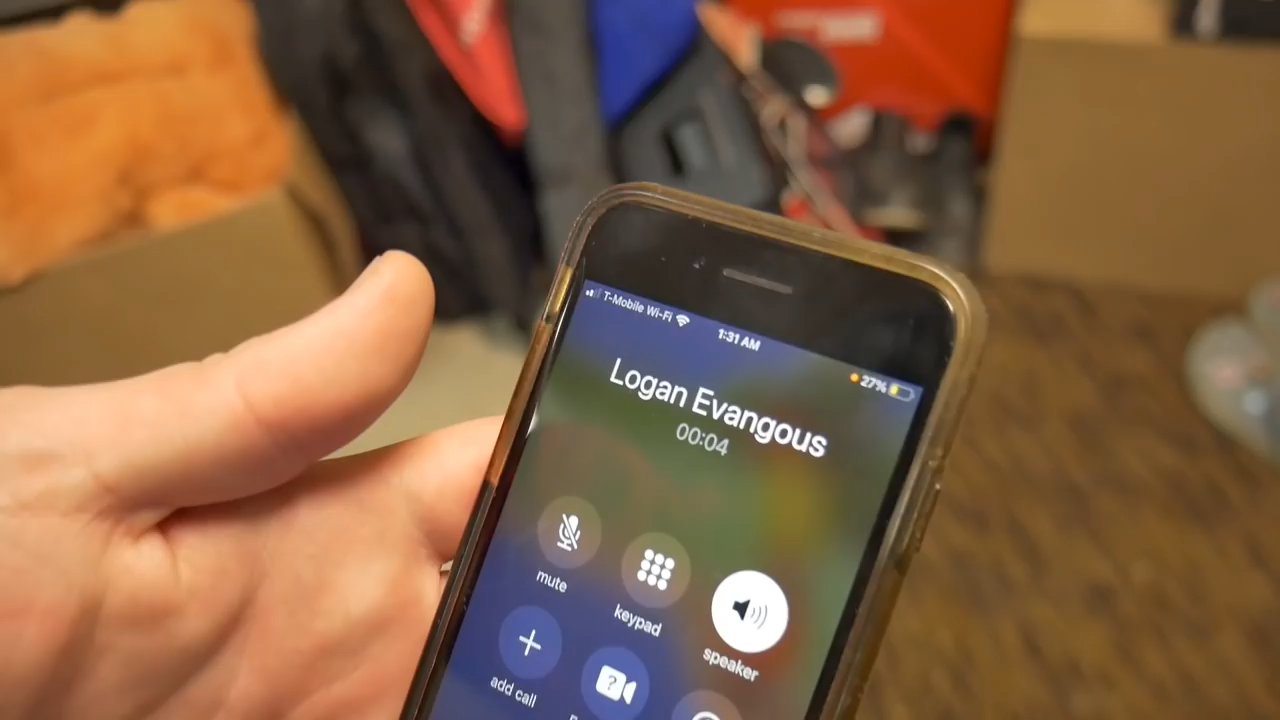 T-Mobile Wi-Fi
1:31 AM
27%
Logan Evangous
00:04
mute
keypad
speaker
add call